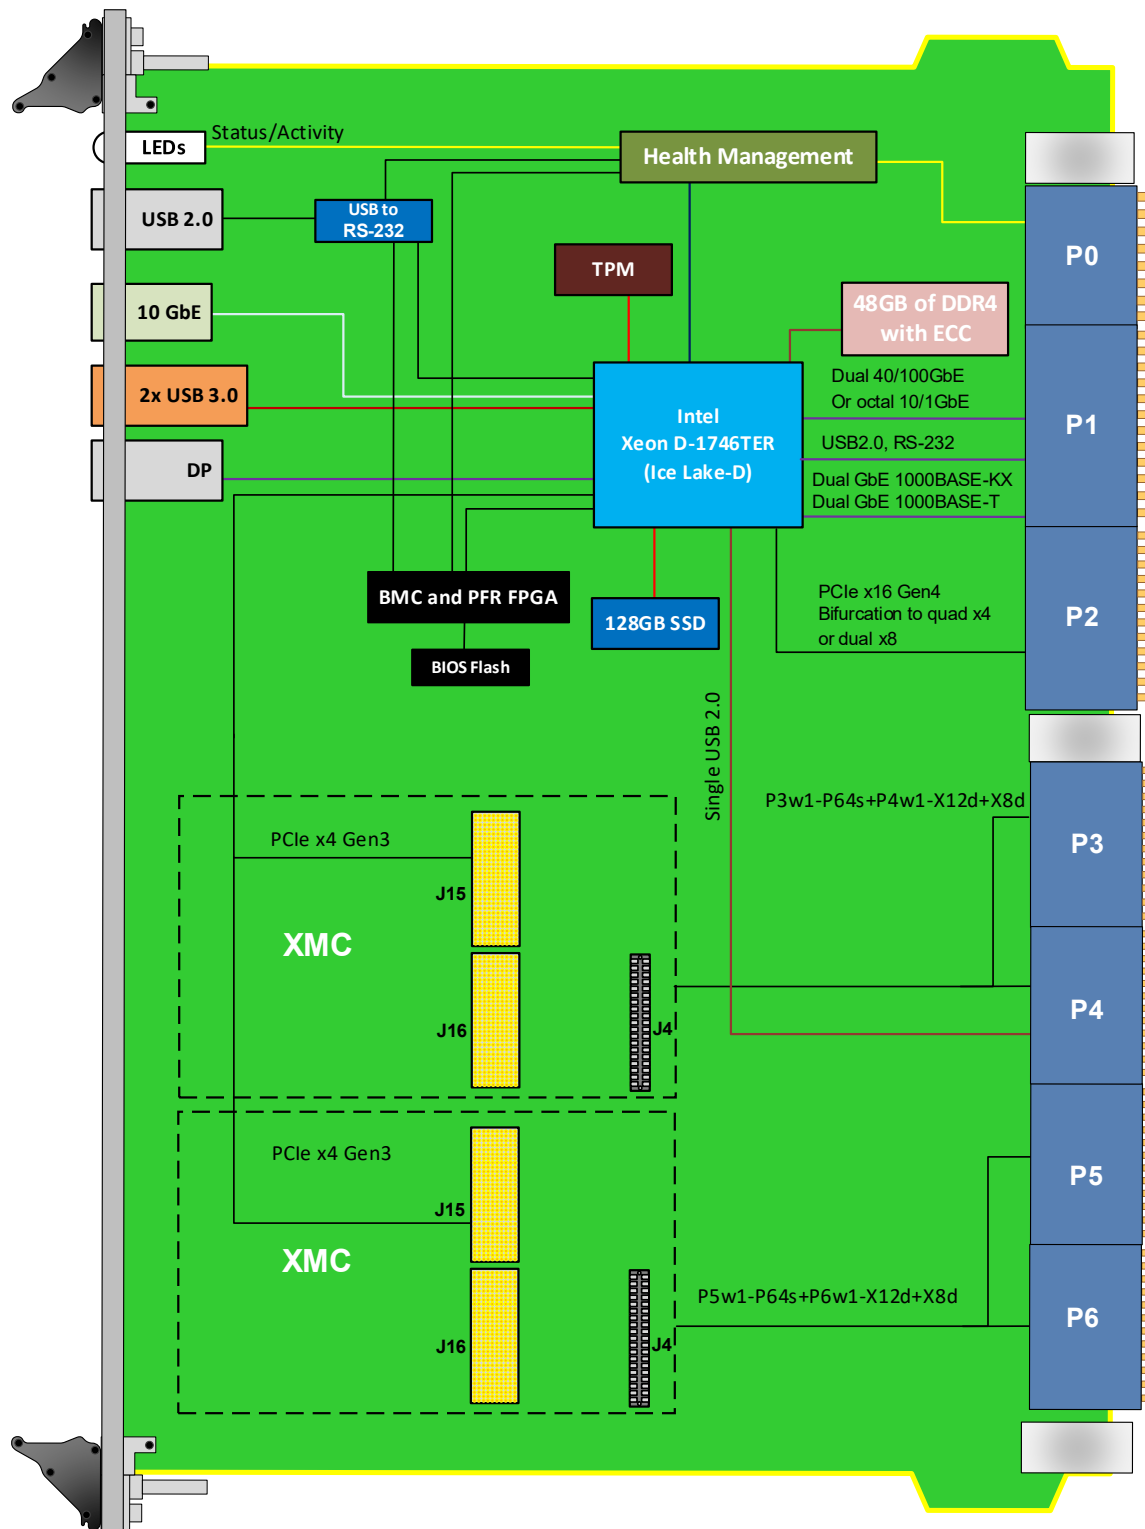 Status/Activity
LEDs
Health Management
USB 2.0
USB to
RS-232
P0
TPM
10 GbE
48GB of DDR4
with ECC
2x USB 3.0
Dual 40/100GbE
Or octal 10/1GbE
P1
Intel
Xeon D-1746TER
(Ice Lake-D)
USB2.0, RS-232
DP
Dual GbE 1000BASE-KX
Dual GbE 1000BASE-T
BMC and PFR FPGA
128GB SSD
PCIe x16 Gen4
Bifurcation to quad x4
or dual x8
P2
BIOS Flash
Single USB 2.0
P3w1-P64s+P4w1-X12d+X8d
PCIe x4 Gen3
P3
J15
XMC
J16
J4
P4
PCIe x4 Gen3
P5
J15
XMC
P5w1-P64s+P6w1-X12d+X8d
P6
J16
J4